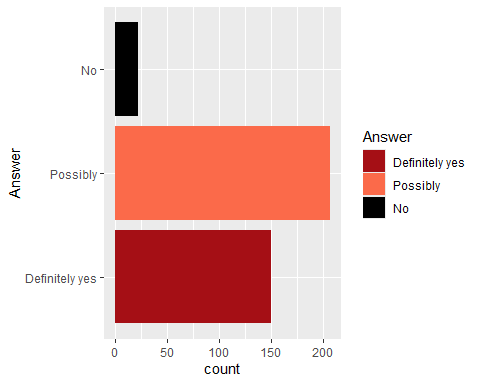 No
Possibly
Definitely yes
Answer
0 50 100 150 200
count
Answer
Definitely yes
Possibly
No